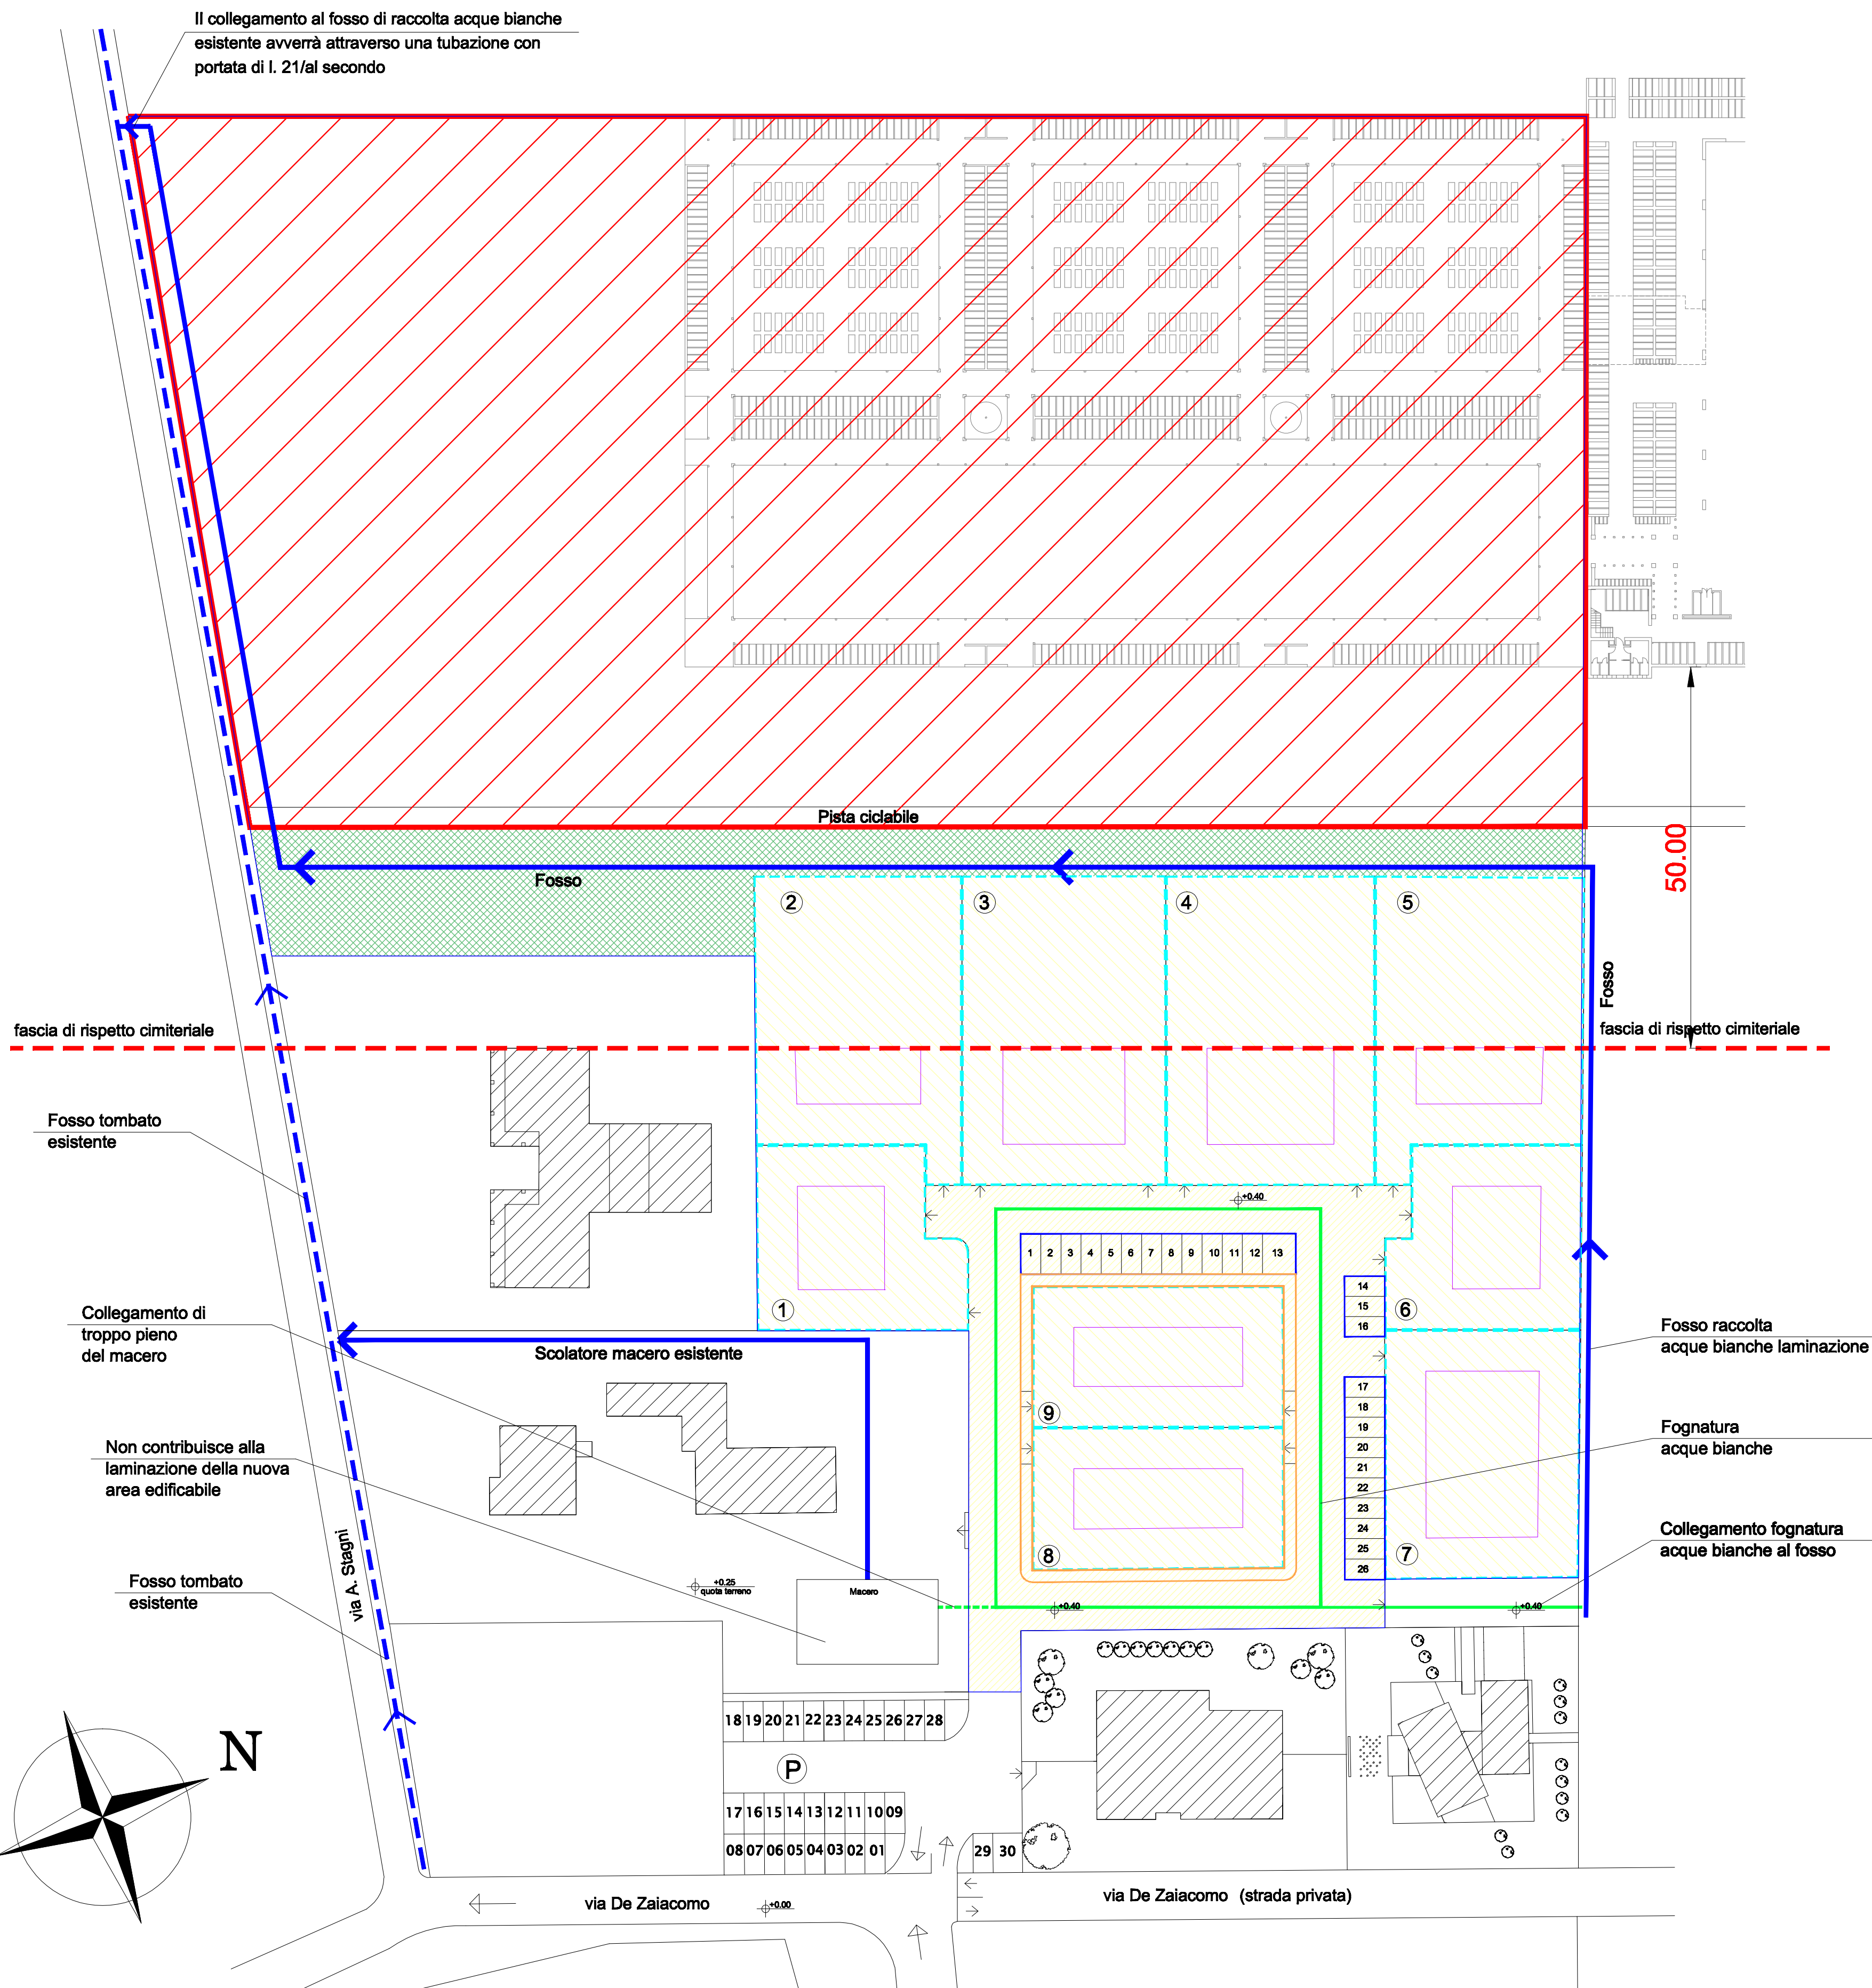 Il collegamento al fosso di raccolta acque bianche
esistente avverrà attraverso una tubazione con
portata di l. 21/al secondo
Pista ciclabile
Fosso
50.00
2
3
4
5
Fosso
fascia di rispetto cimiteriale
fascia di rispetto cimiteriale
Fosso tombato
esistente
+0.40
1 2 3 4 5 6 7 8 9 10 11 12 13
14
15
16
1
6
Collegamento di
troppo pieno
del macero
Scolatore macero esistente
Fosso raccolta
acque bianche laminazione
17
18
19
20
21
22
23
24
25
26
9
Fognatura
acque bianche
Non contribuisce alla
laminazione della nuova
area edificabile
8
7
Collegamento fognatura
acque bianche al fosso
via A. Stagni
Fosso tombato
esistente
+0.25
quota terreno
Macero
+0.40
+0.40
18 19 20 21 22 23 24 25 26 27 28
N
P
17 16 15 14 13 12 11 10 09
08 07 06 05 04 03 02 01
29 30
via De Zaiacomo
+0.00
via De Zaiacomo (strada privata)